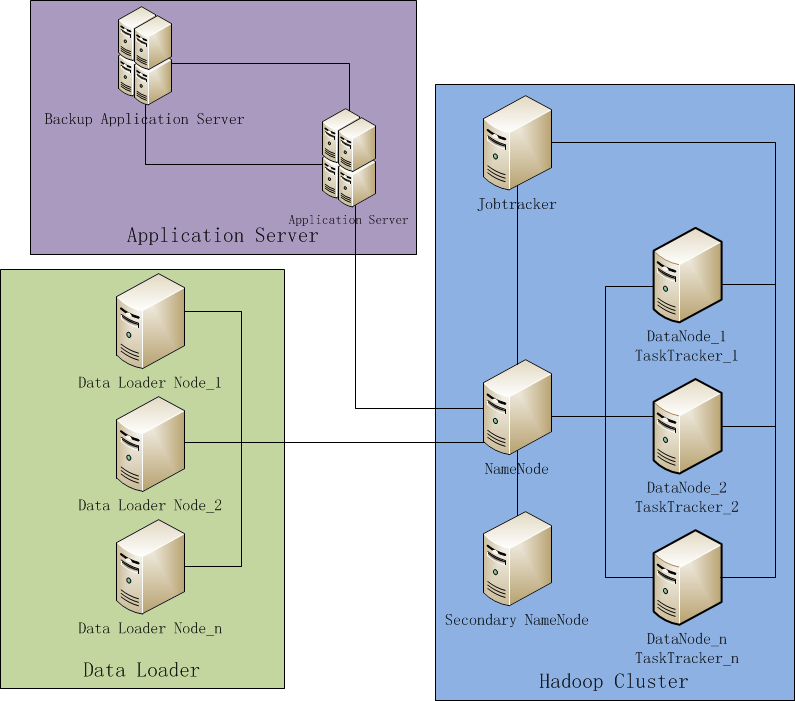 Backup Application Server
Application Server
Application Server
Data Loader Node_1
Data Loader Node_2
Data Loader Node_n
Data Loader
Jobtracker
DataNode_1
TaskTracker_1
NameNode
DataNode_2
TaskTracker_2
Secondary NameNode
DataNode_n
TaskTracker_n
Hadoop Cluster